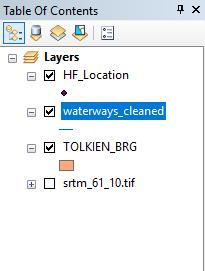 Table Of Contents
Layers
HF_Location
waterways_cleaned
TOLKIEN_BRG
srtm_61_10.tif